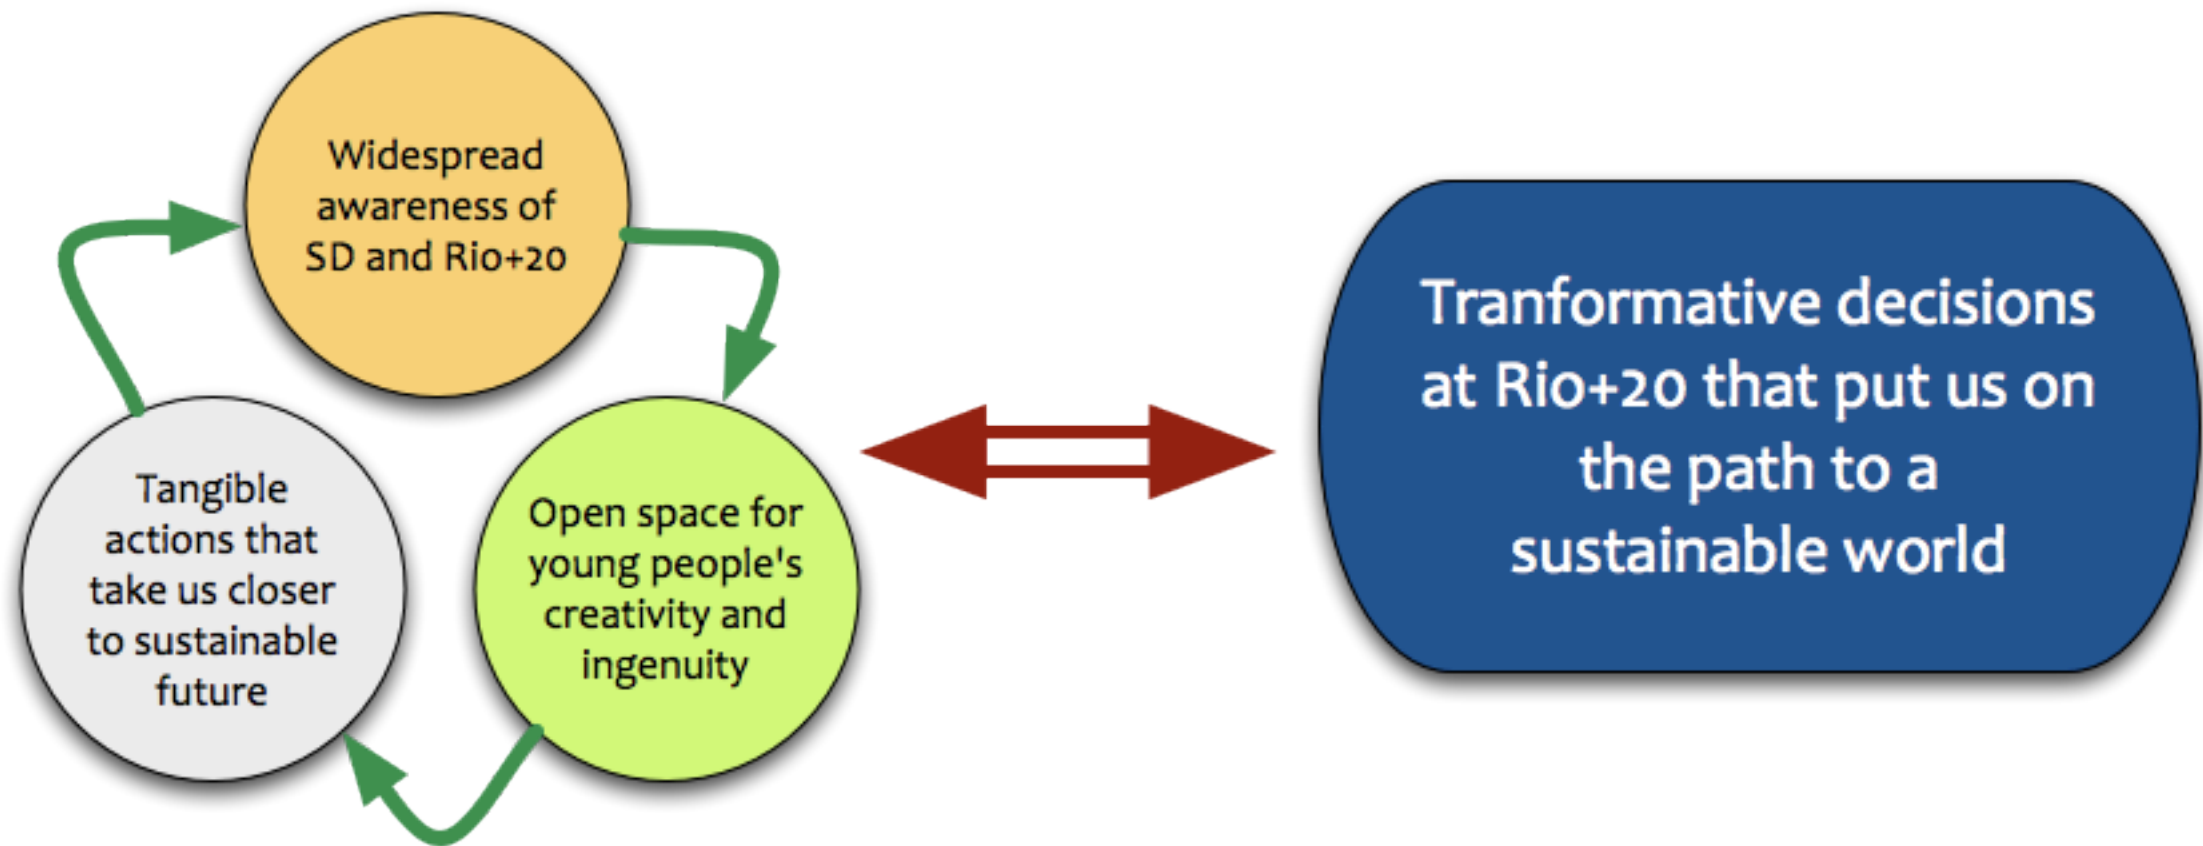 Widespread
awareness of
SD and Rio+20
Tangible
actions that
take us closer
to sustainable
future
Open space for
young people's
creativity and
ingenuity
Tranformative decisions
at Rio+20 that put us on
the path to a
sustainable world